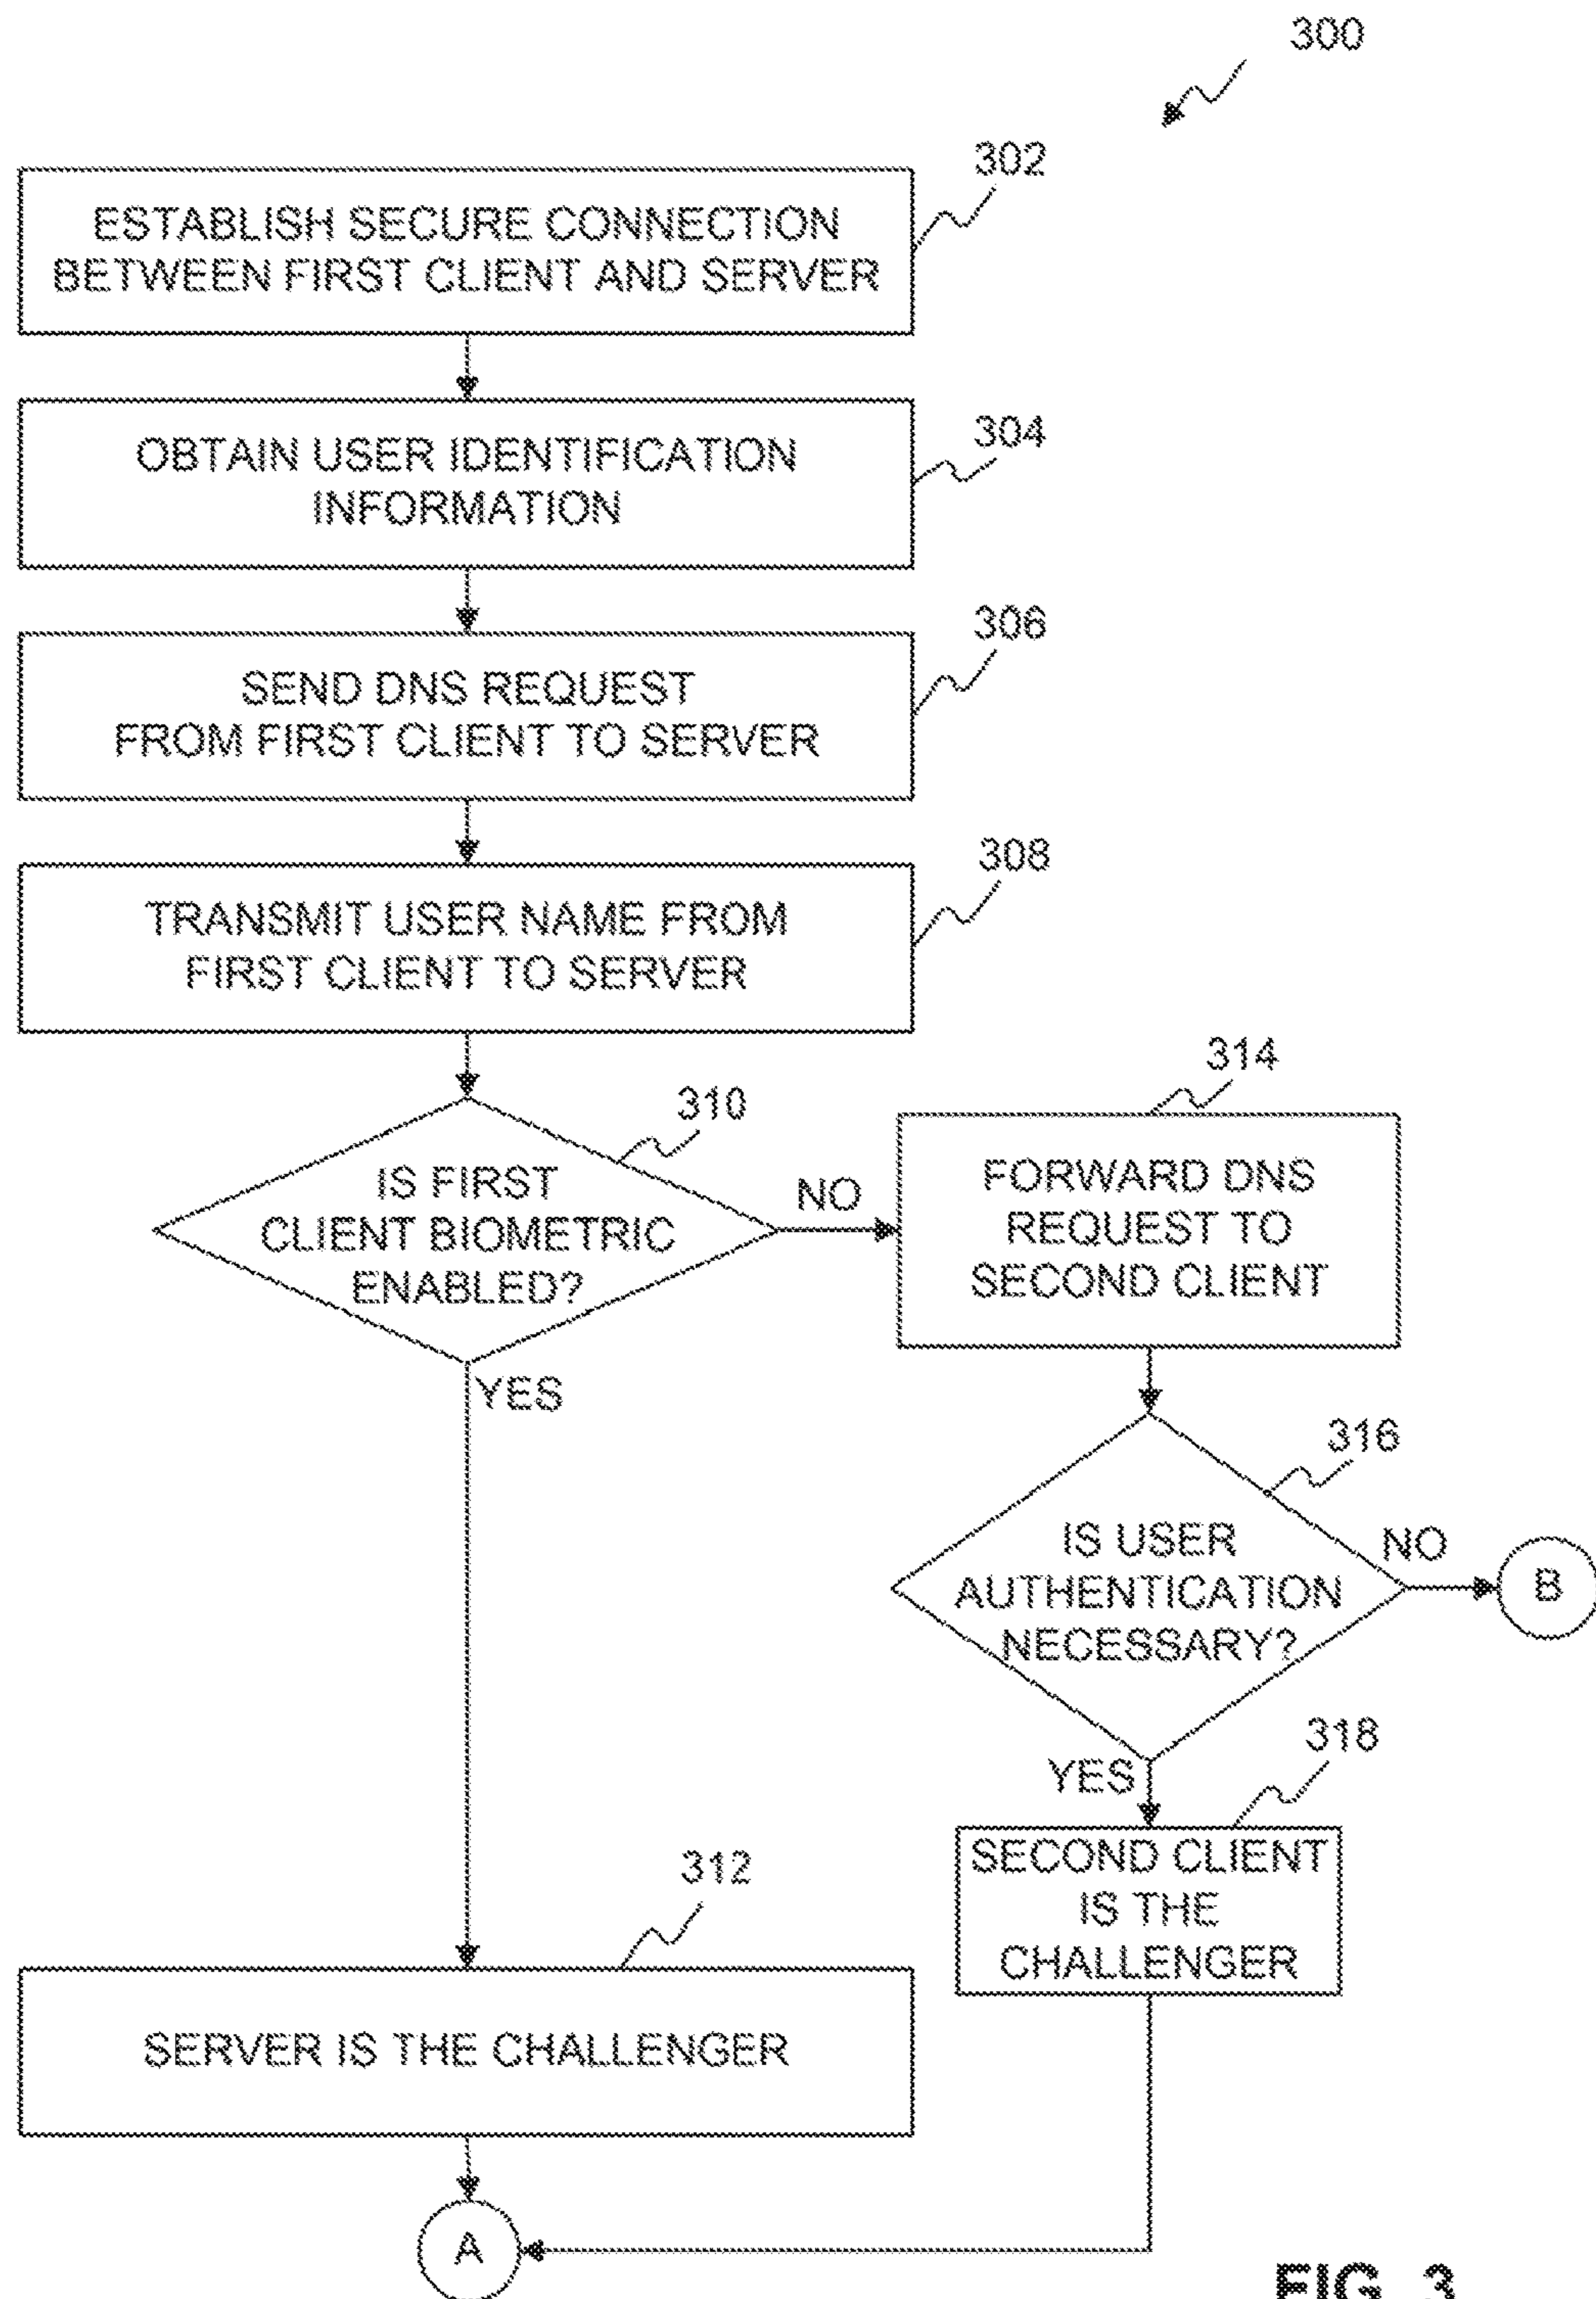 300
302
ESTABLISH SECURE CONNECTION
BETWEEN FIRST CLIENT AND SERVER
304
OBTAIN USER IDENTIFICATION
INFORMATION
306
SEND DNS REQUEST
FROM FIRST CLIENT TO SERVER
308
TRANSMIT USER NAME FROM
FIRST CLIENT TO SERVER
310
IS FIRST
CLIENT BIOMETRIC
ENABLED?
NO
YES
314
FORWARD DNS
REQUEST TO
SECOND CLIENT
316
IS USER
AUTHENTICATION
NECESSARY?
NO
B
YES
318
SECOND CLIENT
IS THE
CHALLENGER
312
SERVER IS THE CHALLENGER
A
FIG. 3